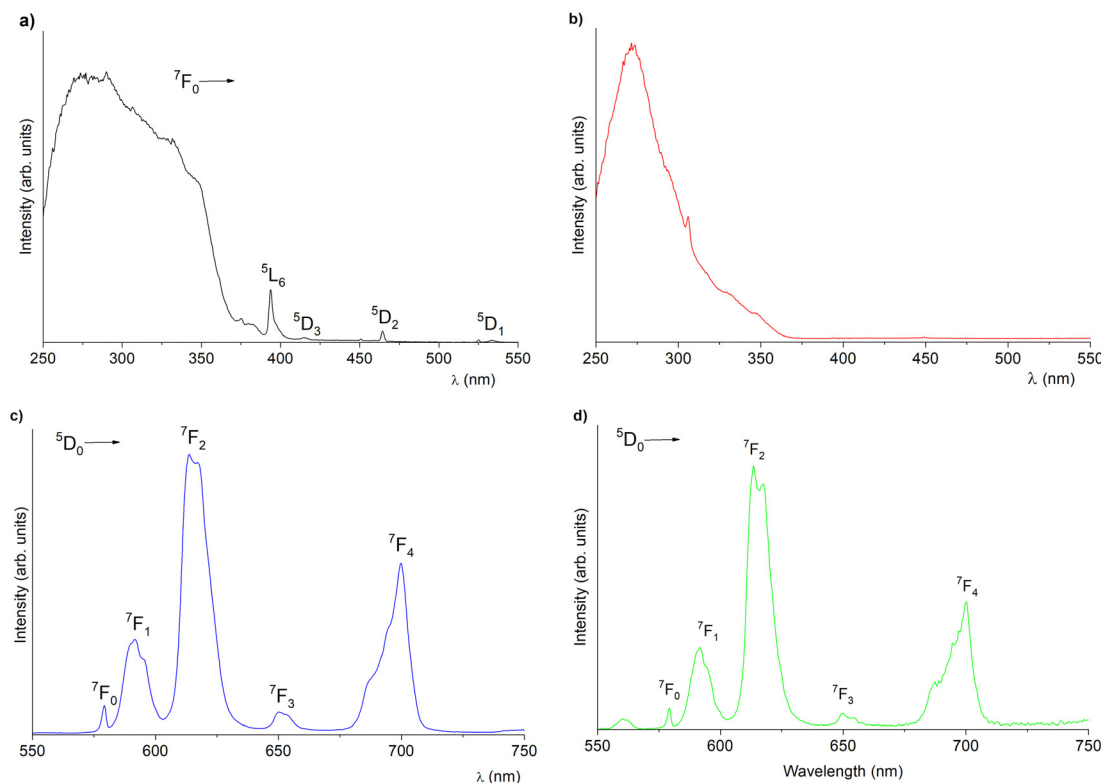 a)
⁷F₀
⁵L₆
⁵D₃
⁵D₂
⁵D₁
Intensity (arb. units)
250 300 350 400 450 500 550
λ (nm)
b)
Intensity (arb. units)
250 300 350 400 450 500 550
λ (nm)
c)
⁵D₀
⁷F₂
⁷F₄
⁷F₁
⁷F₀
⁷F₃
Intensity (arb. units)
550 600 650 700 750
λ (nm)
d)
⁵D₀
⁷F₂
⁷F₄
⁷F₁
⁷F₀
⁷F₃
Intensity (arb. units)
550 600 650 700 750
Wavelength (nm)